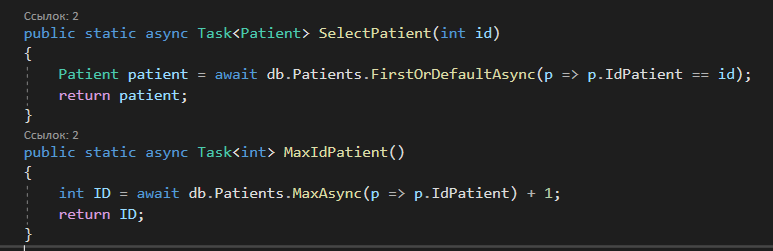 Ссылок: 2
public static async Task<Patient> SelectPatient(int id)
{
Patient patient = await db.Patients.FirstOrDefaultAsync(p => p.IdPatient == id);
return patient;
}
Ссылок: 2
public static async Task<int> MaxIdPatient()
{
int ID = await db.Patients.MaxAsync(p => p.IdPatient) + 1;
return ID;
}